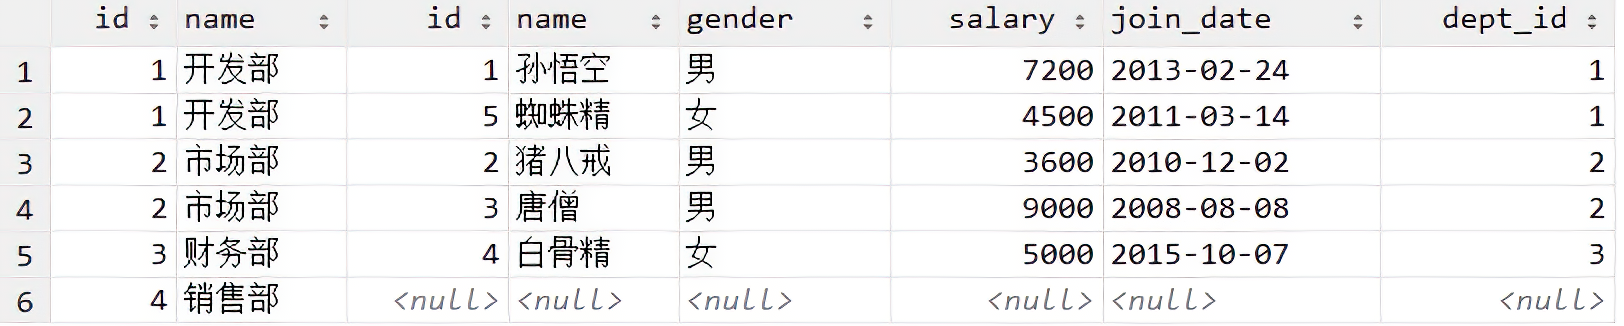 id name id name gender salary join_date dept_id
1 1 开发部 1 孙悟空 男 7200 2013-02-24 1
2 1 开发部 5 蜘蛛精 女 4500 2011-03-14 1
3 2 市场部 2 猪八戒 男 3600 2010-12-02 2
4 2 市场部 3 唐僧 男 9000 2008-08-08 2
5 3 财务部 4 白骨精 女 5000 2015-10-07 3
6 4 销售部 <null> <null> <null> <null> <null> <null>